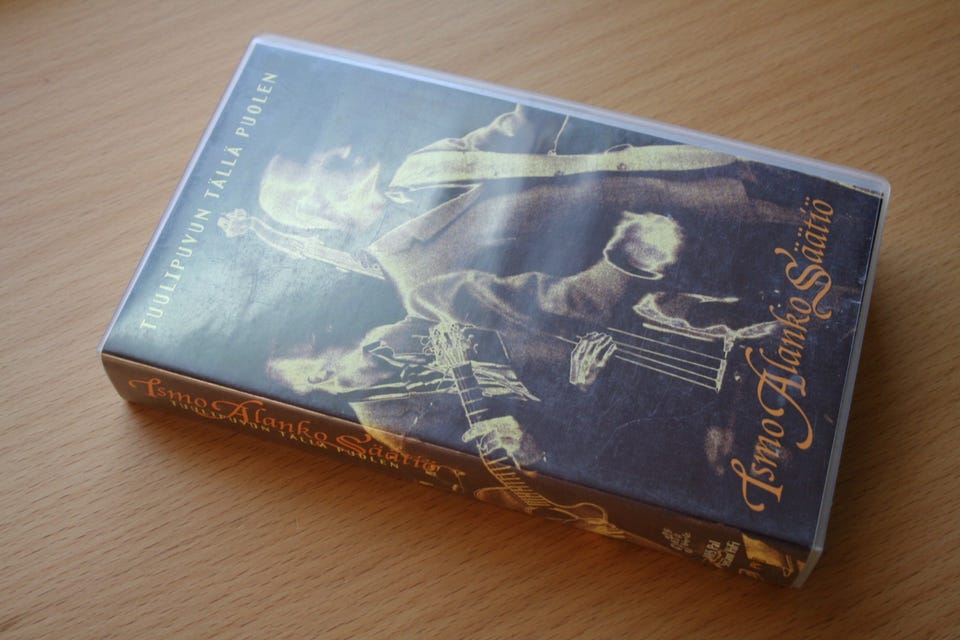 TUULIPUVUN TÄLLÄ PUOLEN
Ismo Alanko Säätiö
Ismo Alanko Säätiö
TUULIPUVUN TÄLLÄ PUOLEN